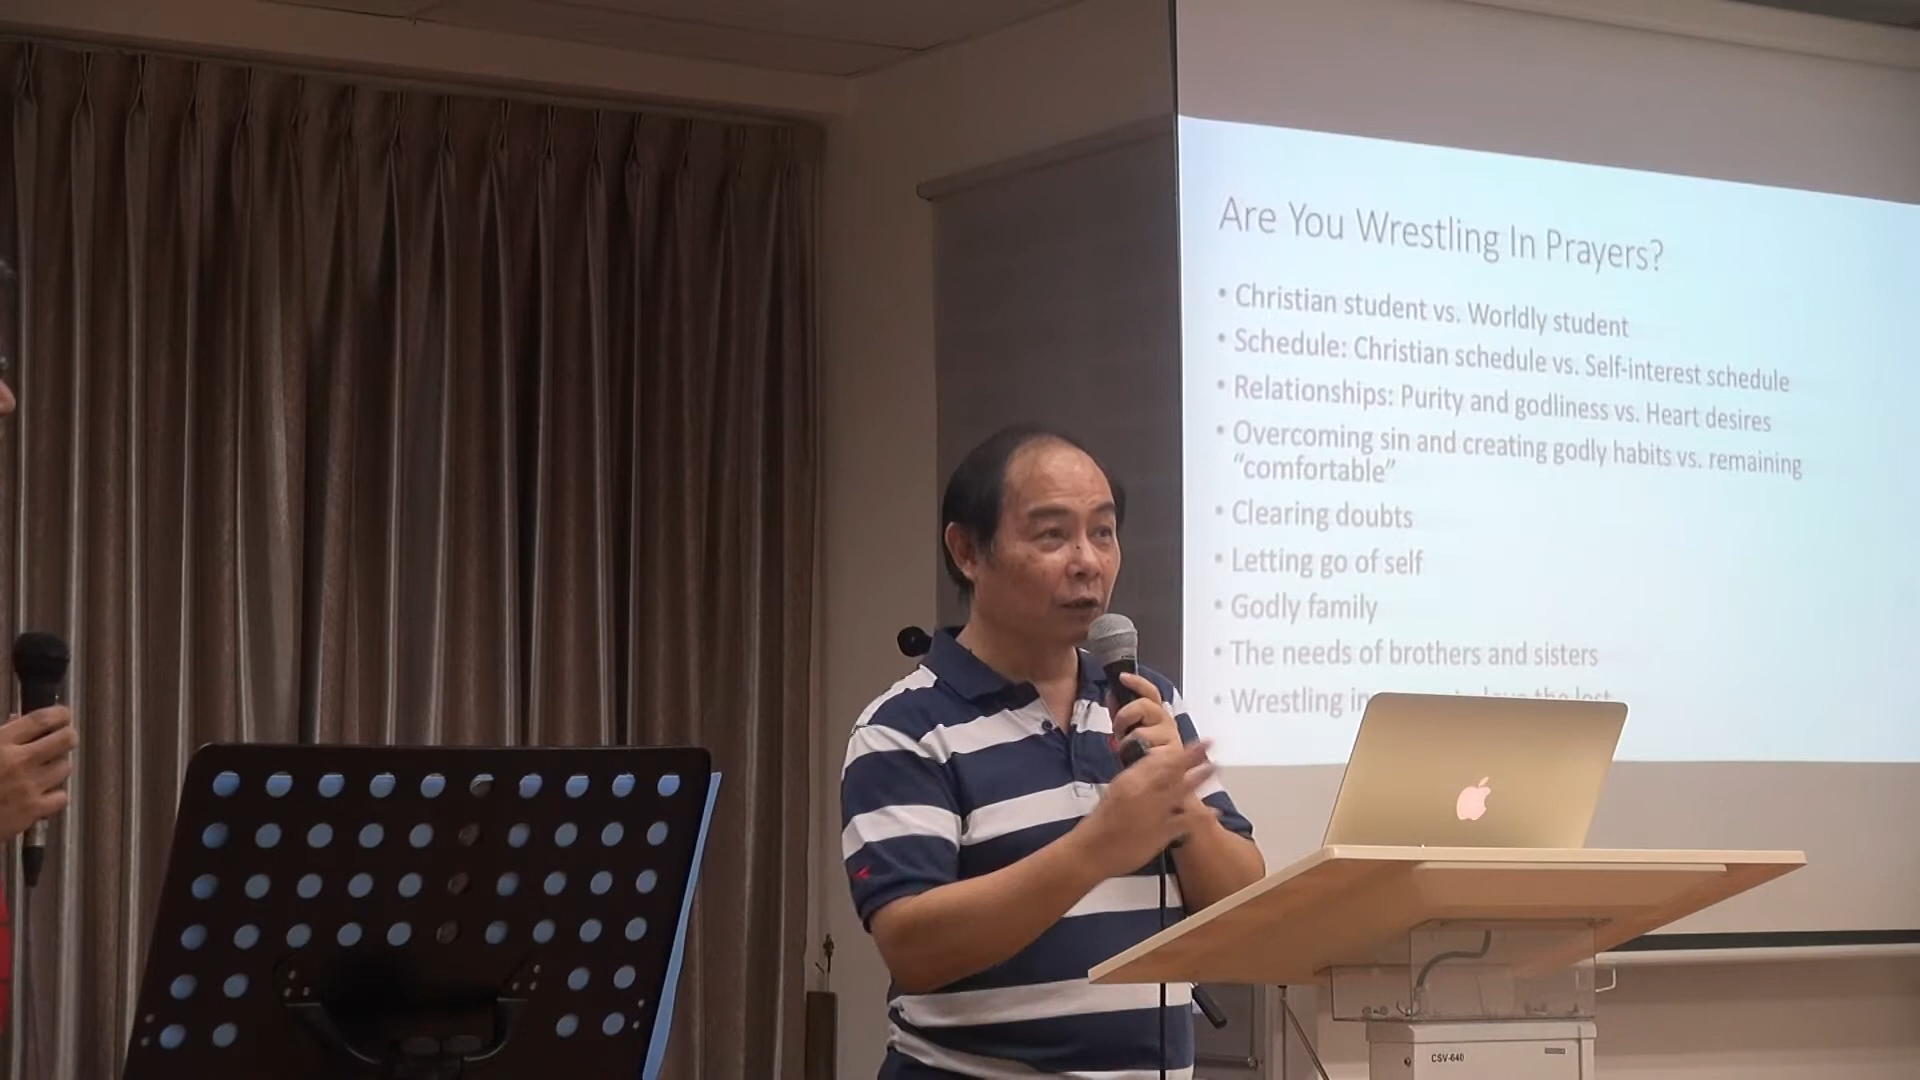 Are You Wrestling In Prayers?
• Christian student vs. Worldly student
• Schedule: Christian schedule vs. Self-interest schedule
• Relationships: Purity and godliness vs. Heart desires
• Overcoming sin and creating godly habits vs. remaining
“comfortable”
• Clearing doubts
• Letting go of self
• Godly family
• The needs of brothers and sisters
• Wrestling in the lost
CSV-640